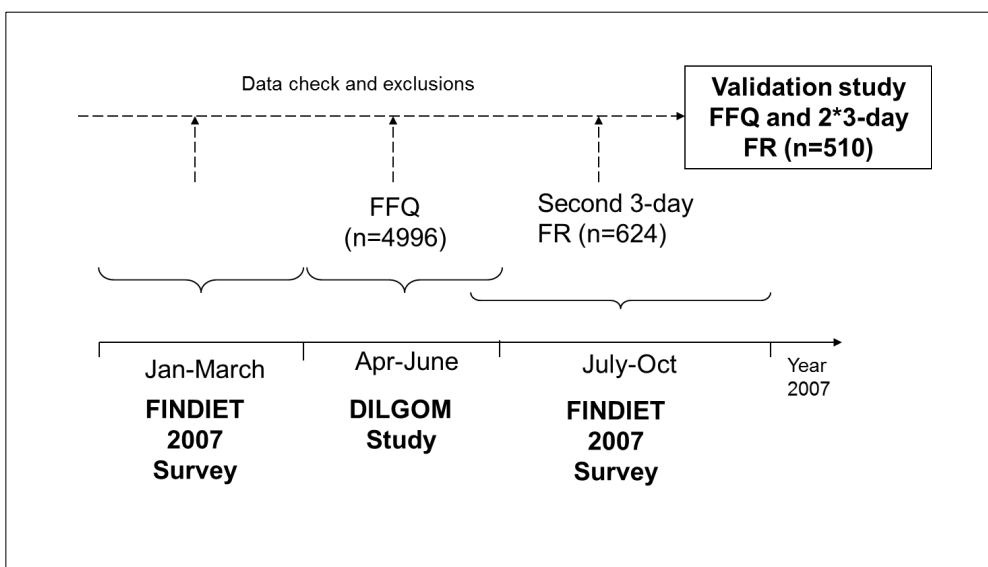 Data check and exclusions
Validation study
FFQ and 2*3-day
FR (n=510)
FFQ
(n=4996)
Second 3-day
FR (n=624)
Jan-March
Apr-June
July-Oct
Year
2007
FINDIET
2007
Survey
DILGOM
Study
FINDIET
2007
Survey